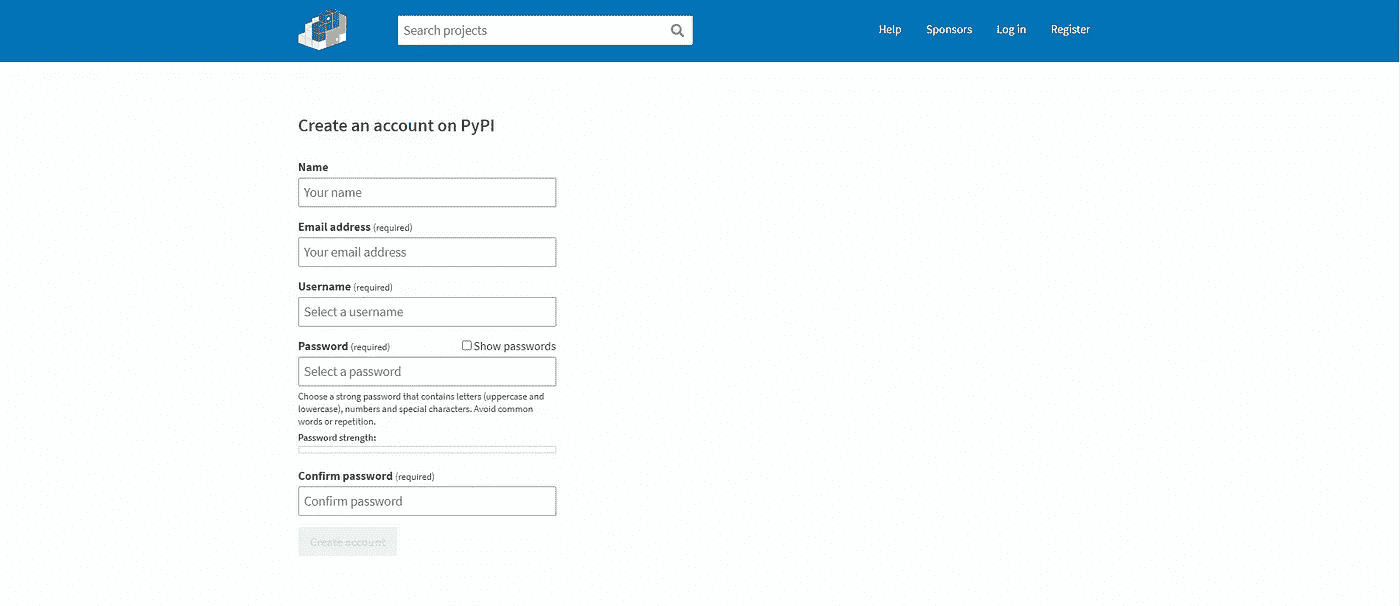 Search projects
Help Sponsors Log in Register
Create an account on PyPI
Name
Your name
Email address (required)
Your email address
Username (required)
Select a username
Password (required) Show passwords
Select a password
Choose a strong password that contains letters (uppercase and
lowercase), numbers and special characters. Avoid common
words or repetition.
Password strength:
Confirm password (required)
Confirm password
Create account